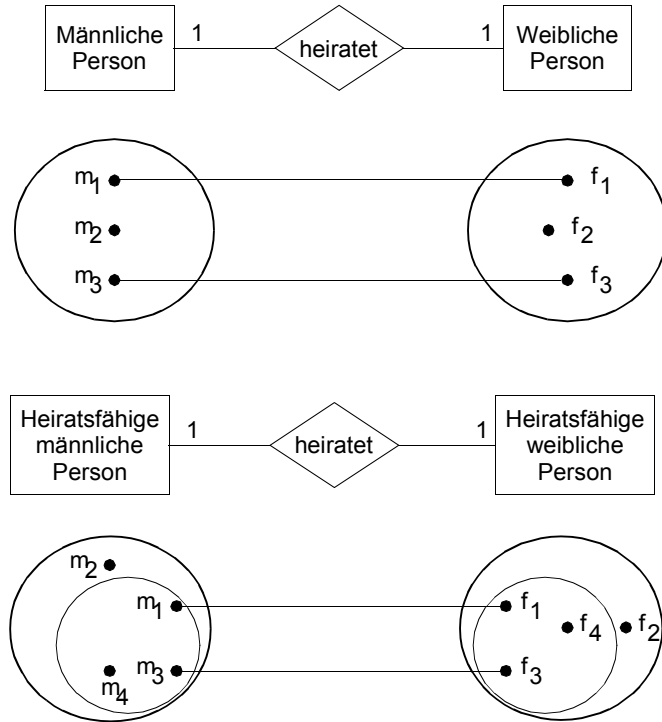 Männliche
Person
1
heiratet
1
Weibliche
Person
m1
f1
m2
f2
m3
f3
Heiratsfähige
männliche
Person
1
heiratet
1
Heiratsfähige
weibliche
Person
m2
m1
f1
f4
f2
m4
m3
f3